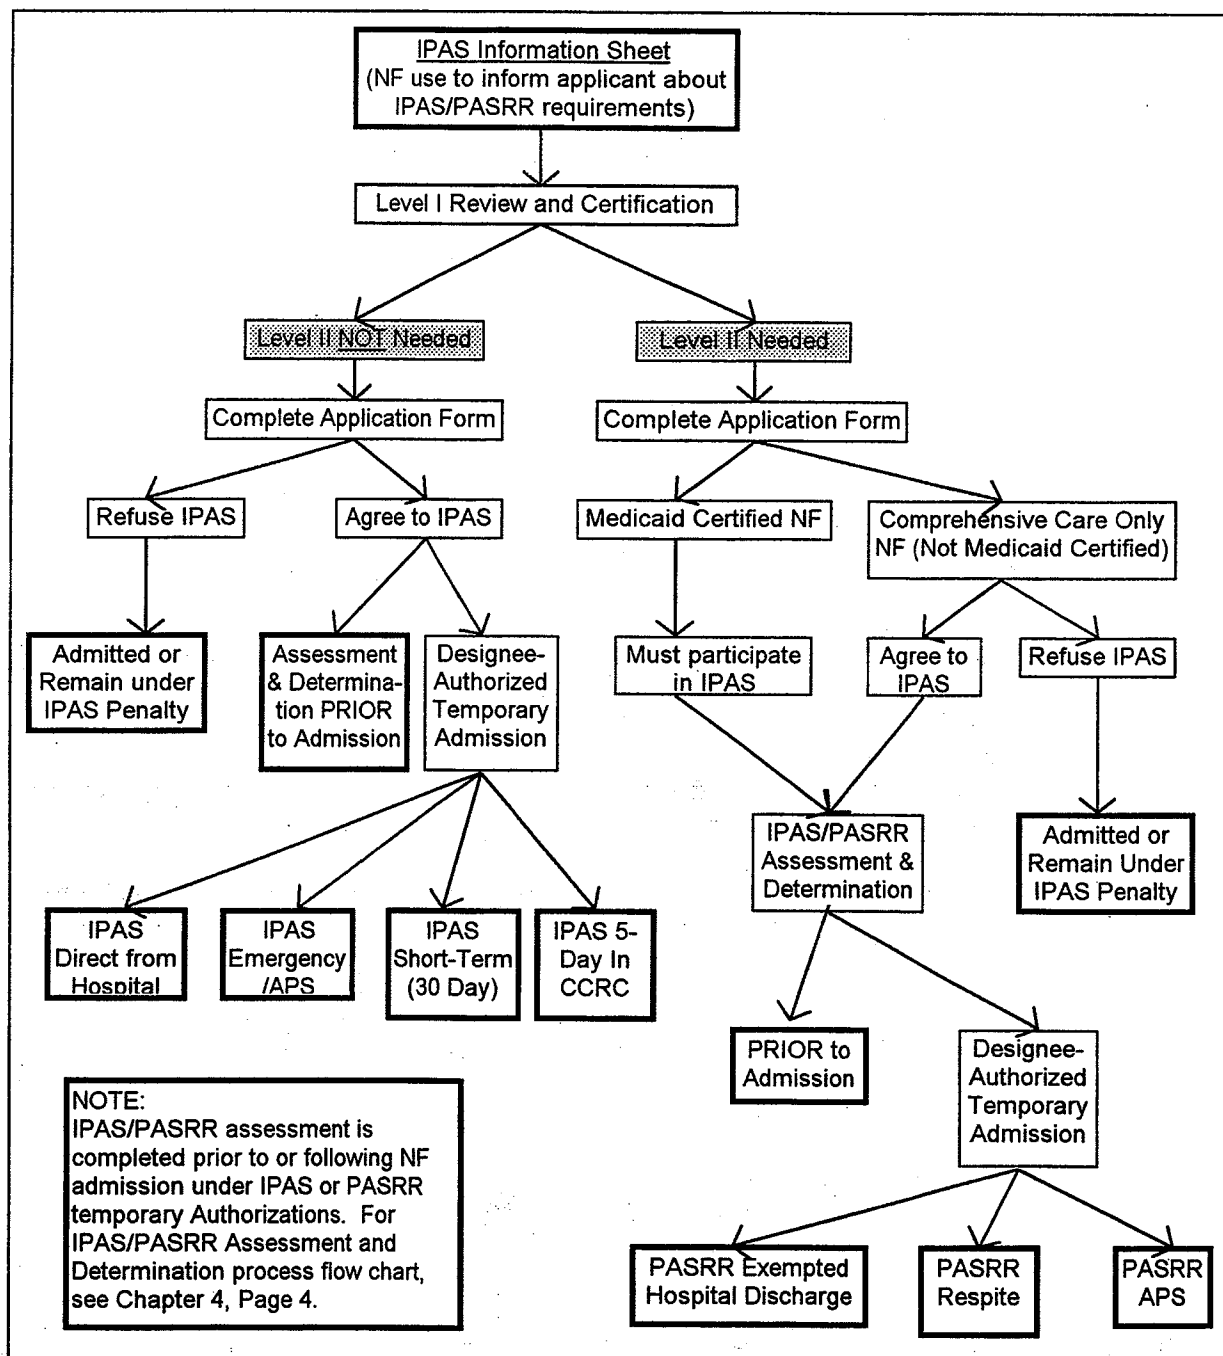 IPAS Information Sheet
(NF use to inform applicant about
IPAS/PASRR requirements)
Level I Review and Certification
Level II NOT Needed
Level II Needed
Complete Application Form
Complete Application Form
Refuse IPAS
Agree to IPAS
Medicaid Certified NF
Comprehensive Care Only
NF (Not Medicaid Certified)
Admitted or
Remain under
IPAS Penalty
Assessment
& Determina-
tion PRIOR
to Admission
Designee-
Authorized
Temporary
Admission
Must participate
in IPAS
Agree to
IPAS
Refuse IPAS
IPAS/PASRR
Assessment &
Determination
Admitted or
Remain Under
IPAS Penalty
IPAS
Direct from
Hospital
IPAS
Emergency
/APS
IPAS
Short-Term
(30 Day)
IPAS 5-
Day In
CCRC
PRIOR to
Admission
Designee-
Authorized
Temporary
Admission
NOTE:
IPAS/PASRR assessment is
completed prior to or following NF
admission under IPAS or PASRR
temporary Authorizations.  For
IPAS/PASRR Assessment and
Determination process flow chart,
see Chapter 4, Page 4.
PASRR Exempted
Hospital Discharge
PASRR
Respite
PASRR
APS